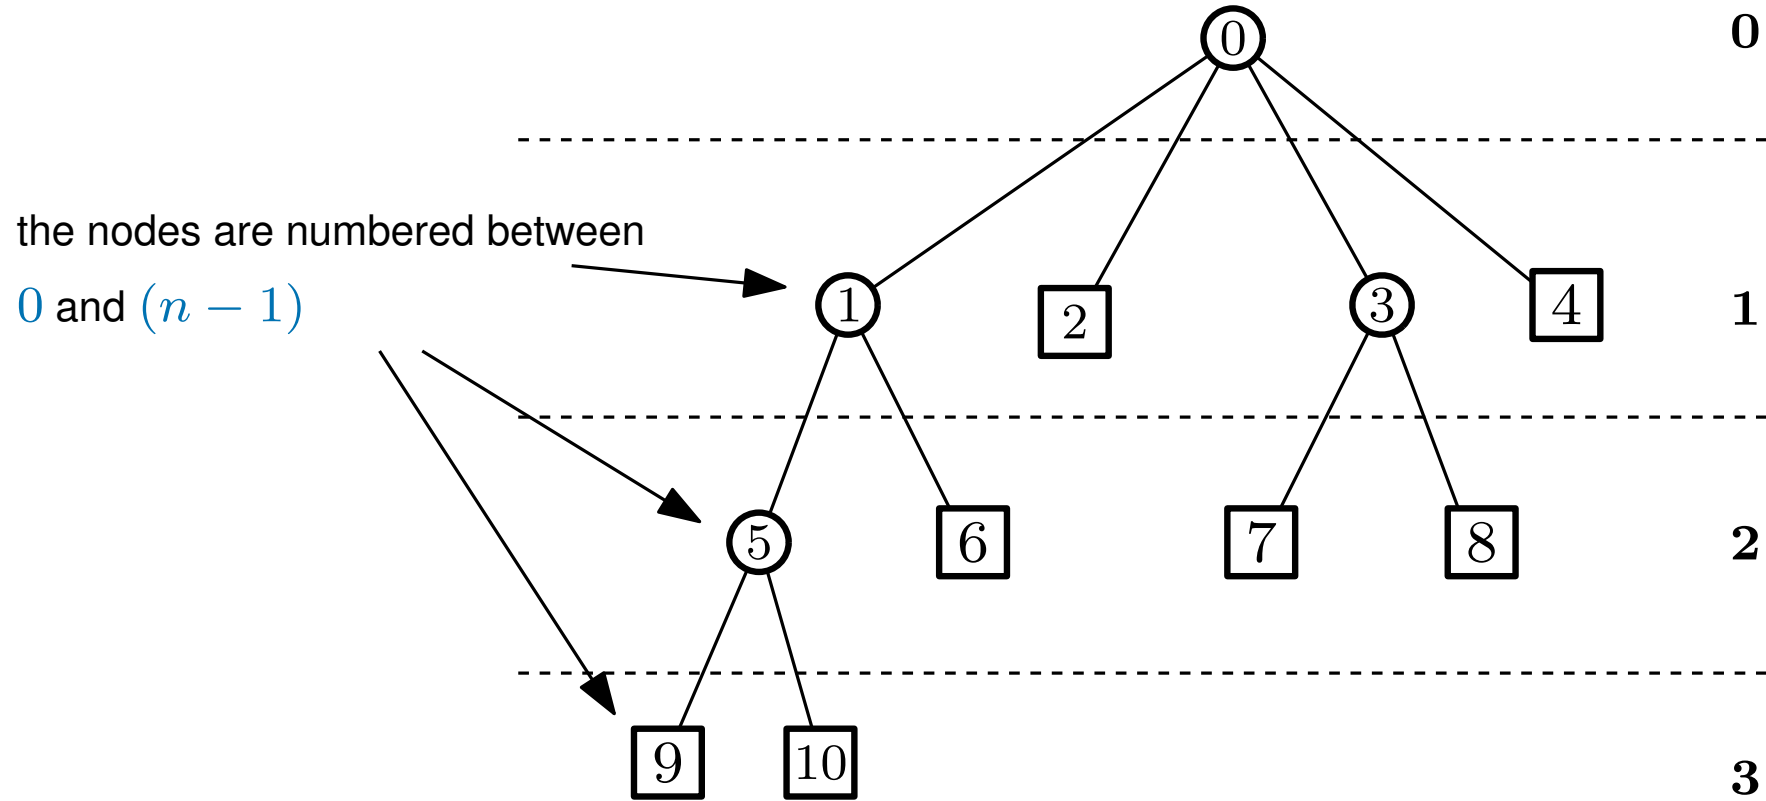 0 0
the nodes are numbered between
0 and (n − 1)
1 2 3 4 1
5 6 7 8 2
9 10 3